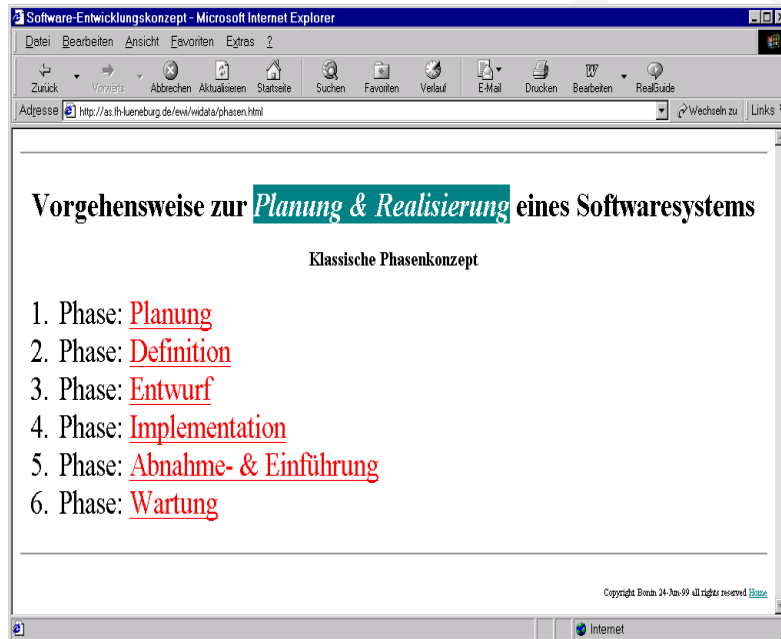 Software-Entwicklungskonzept - Microsoft Internet Explorer
Datei Bearbeiten Ansicht Favoriten Extras ?
Zurück Vorwärts Abbrechen Aktualisieren Startseite Suchen Favoriten Verlauf E-Mail Drucken Bearbeiten RealGuide
Adresse http://as.fh-lueneburg.de/ewi/widata/phasen.html Wechseln zu Links
Vorgehensweise zur Planung & Realisierung eines Softwaresystems
Klassische Phasenkonzept
1. Phase: Planung
2. Phase: Definition
3. Phase: Entwurf
4. Phase: Implementation
5. Phase: Abnahme- & Einführung
6. Phase: Wartung
Copyright Bonin 24-Jun-99 all rights reserved Home
Internet